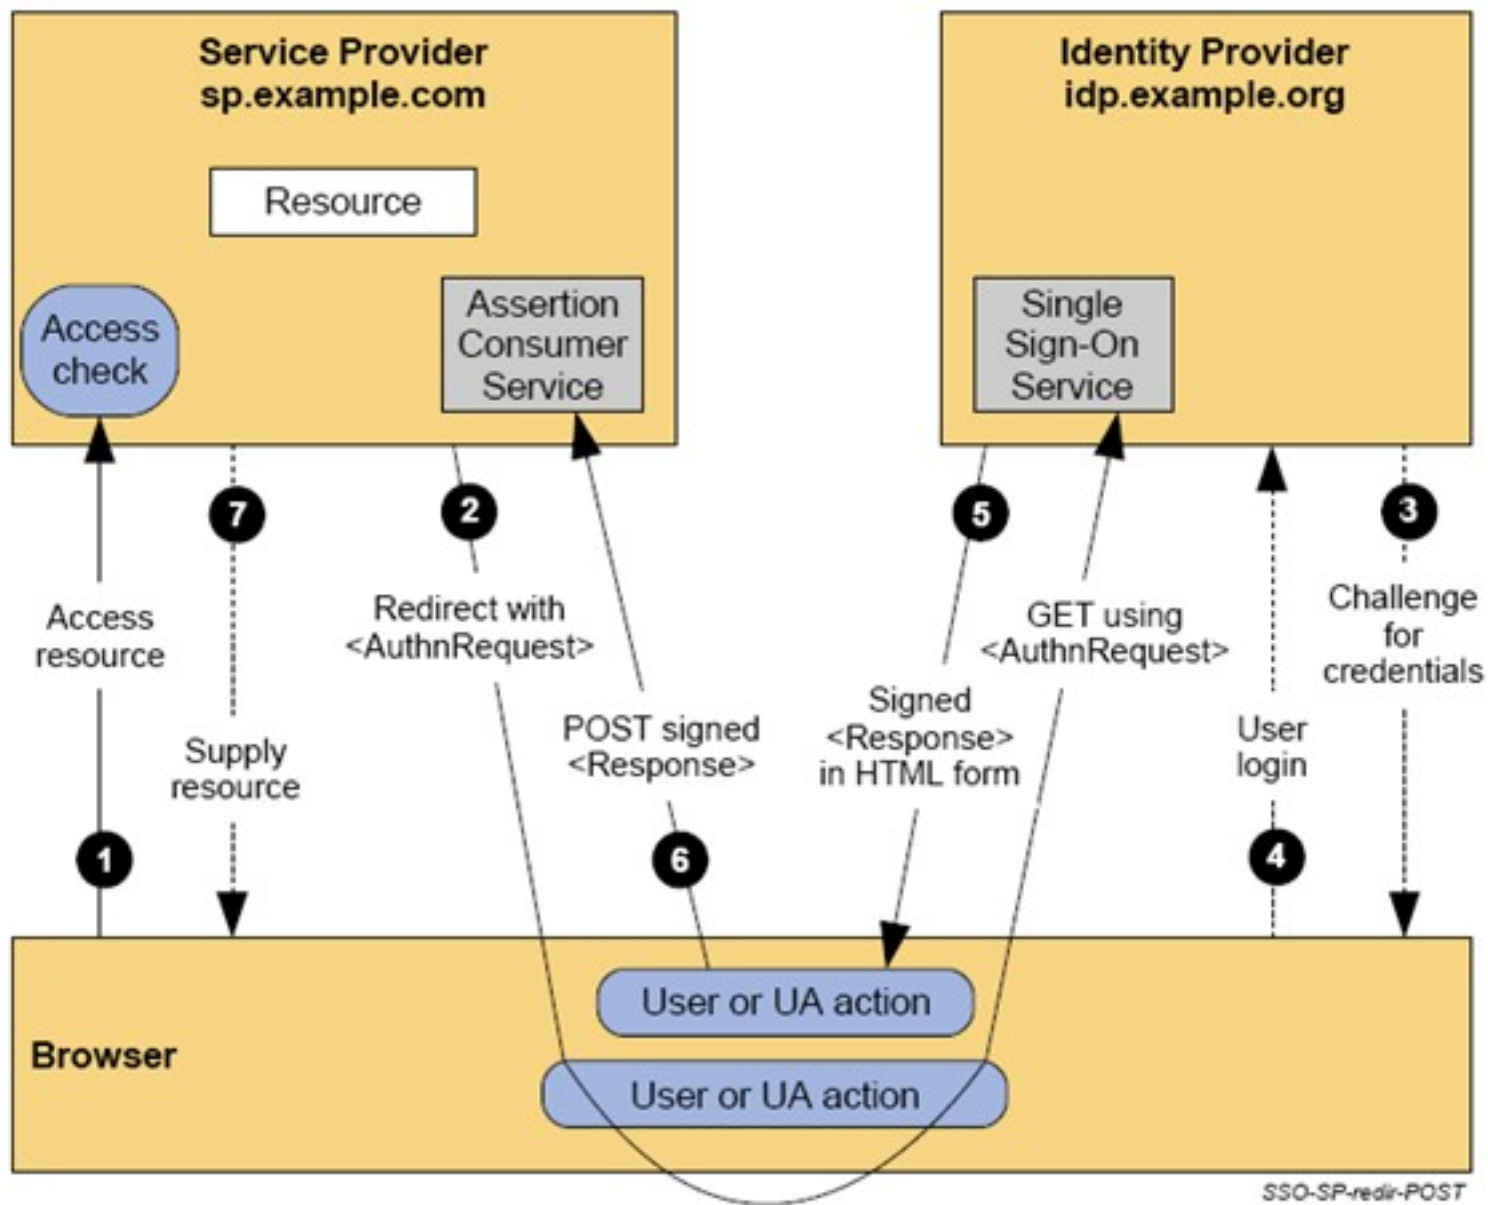 Service Provider
sp.example.com
Identity Provider
idp.example.org
Resource
Access
check
Assertion
Consumer
Service
Single
Sign-On
Service
7
2
5
3
Access
resource
Redirect with
<AuthnRequest>
GET using
<AuthnRequest>
Challenge
for
credentials
Supply
resource
POST signed
<Response>
Signed
<Response>
in HTML form
User
login
1
6
4
User or UA action
Browser
User or UA action
SSO-SP-redir-POST